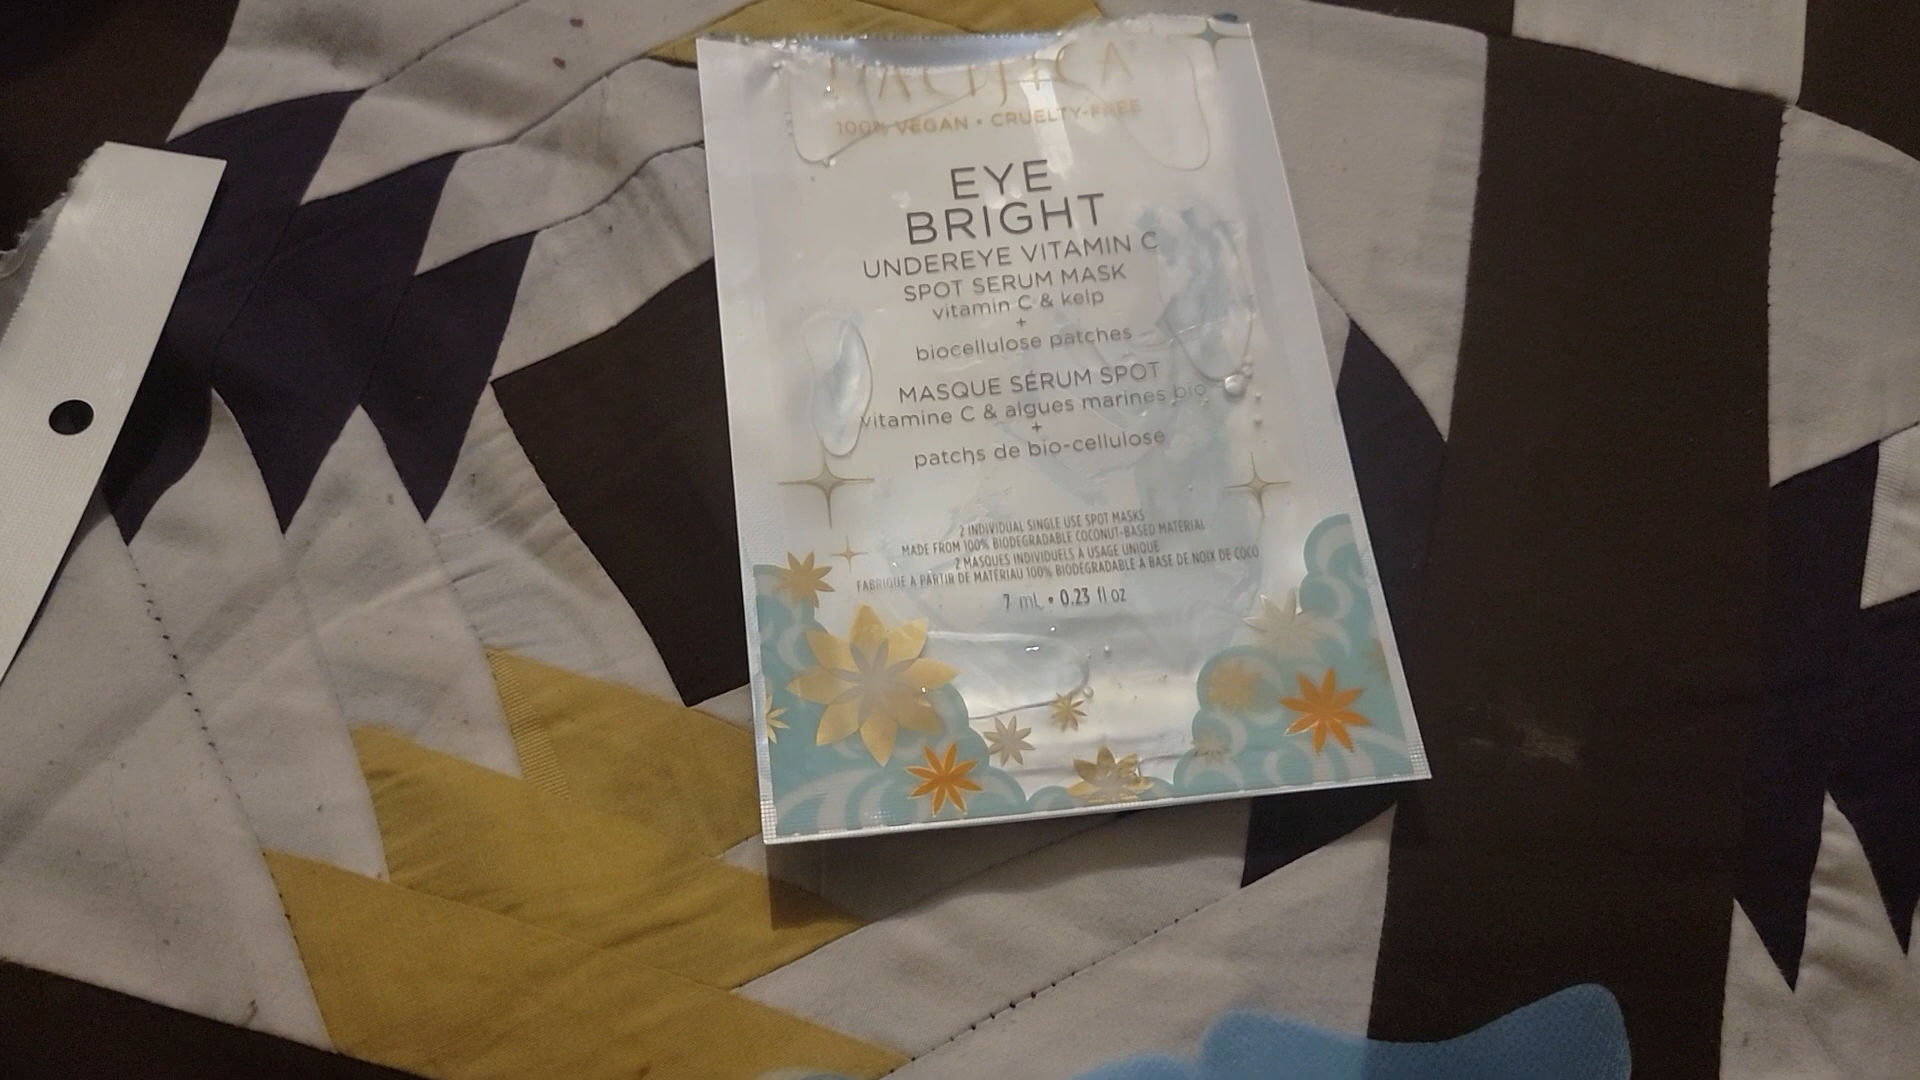 PACIFICA
100% VEGAN • CRUELTY-FREE
EYE
BRIGHT
UNDEREYE VITAMIN C
SPOT SERUM MASK
vitamin C & kelp
+
biocellulose patches
MASQUE SÉRUM SPOT
vitamine C & algues marines bio
+
patchs de bio-cellulose
2 INDIVIDUAL SINGLE USE SPOT MASKS
MADE FROM 100% BIODEGRADABLE COCONUT-BASED MATERIAL
2 MASQUES INDIVIDUELS À USAGE UNIQUE
FABRIQUÉ À PARTIR DE MATÉRIAU 100% BIODÉGRADABLE À BASE DE NOIX DE COCO
7 mL • 0.23 fl oz